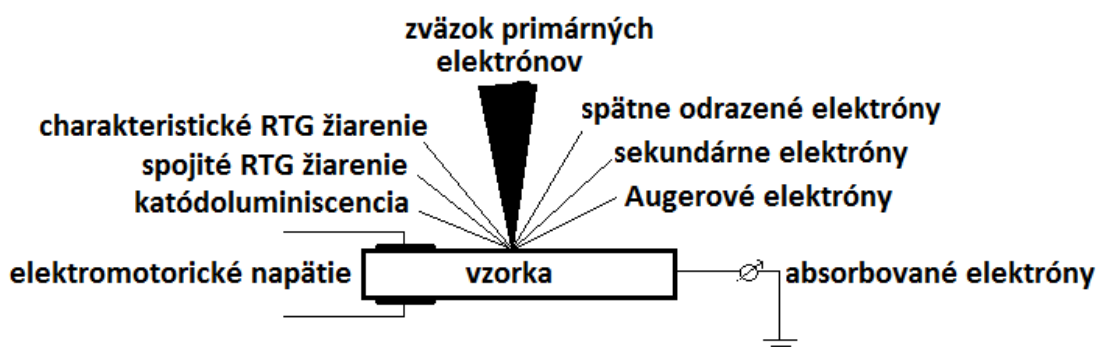 zväzok primárných
elektrónov
charakteristické RTG žiarenie
spojité RTG žiarenie
katódoluminiscencia
spätne odrazené elektróny
sekundárne elektróny
Augerové elektróny
elektromotorické napätie
vzorka
absorbované elektróny